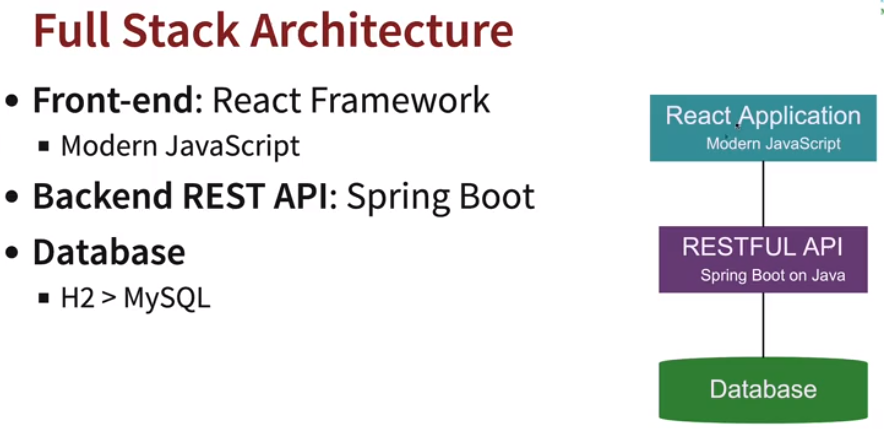 Full Stack Architecture
• Front-end: React Framework
▪ Modern JavaScript
• Backend REST API: Spring Boot
• Database
▪ H2 > MySQL
React Application
Modern JavaScript
RESTFUL API
Spring Boot on Java
Database